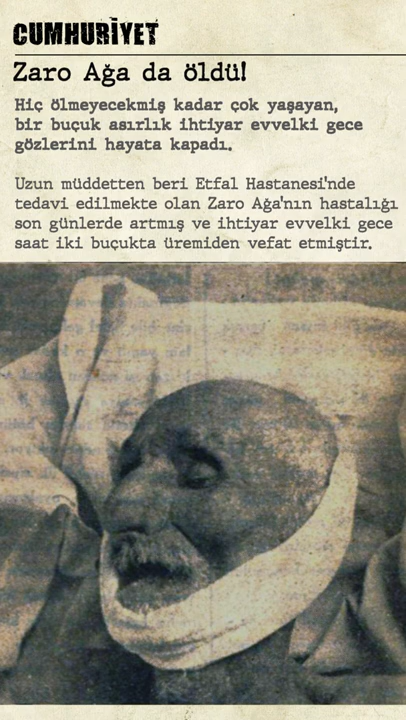 CUMHURİYET
Zaro Ağa da öldü!
Hiç ölmeyecekmiş kadar çok yaşayan,
bir buçuk asırlık ihtiyar evvelki gece
gözlerini hayata kapadı.
Uzun müddetten beri Etfal Hastanesi'nde
tedavi edilmekte olan Zaro Ağa'nın hastalığı
son günlerde artmış ve ihtiyar evvelki gece
saat iki buçukta üremiden vefat etmiştir.